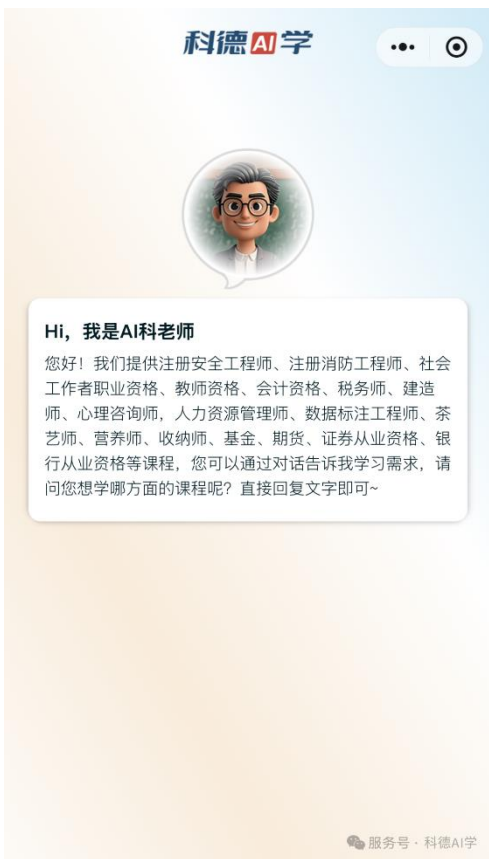 科德AI学
Hi，我是AI科老师
您好！我们提供注册安全工程师、注册消防工程师、社会
工作者职业资格、教师资格、会计资格、税务师、建造
师、心理咨询师，人力资源管理师、数据标注工程师、茶
艺师、营养师、收纳师、基金、期货、证券从业资格、银
行从业资格等课程，您可以通过对话告诉我学习需求，请
问您想学哪方面的课程呢？直接回复文字即可~
服务号 · 科德AI学